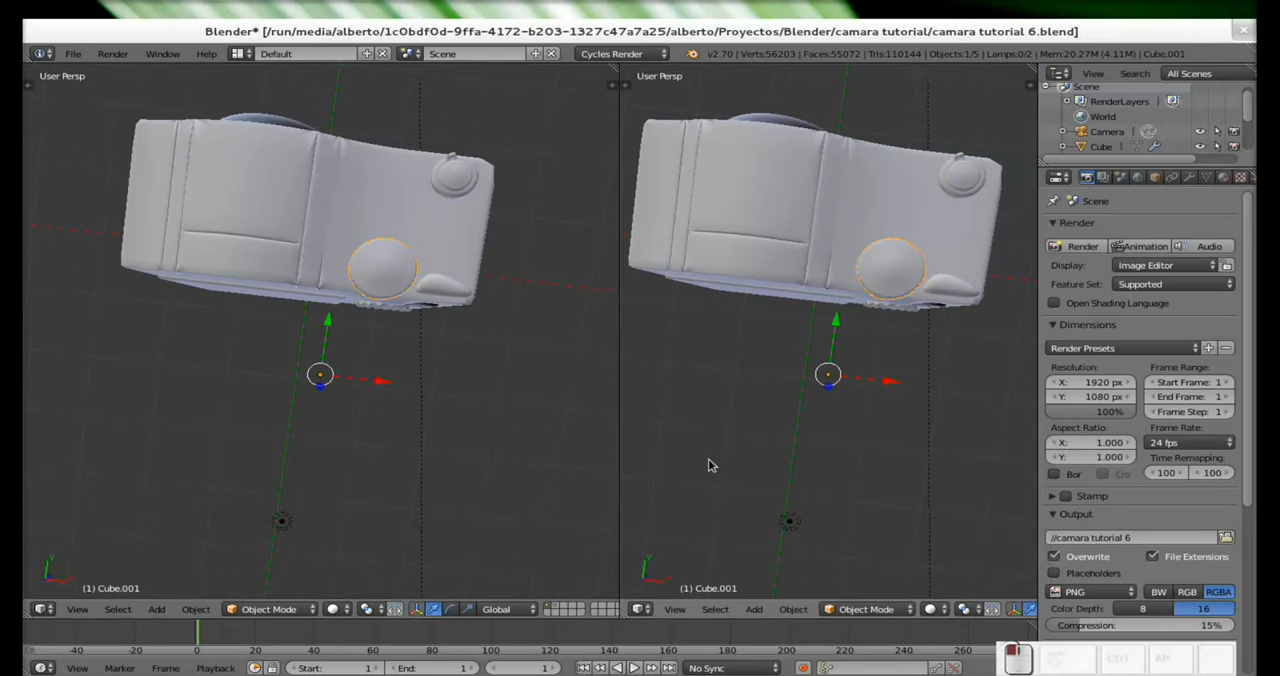 Blender* [/run/media/alberto/1c0bdf0d-9ffa-4172-b203-1327c47a7a25/alberto/Proyectos/Blender/camara tutorial/camara tutorial 6.blend]
File Render Window Help Default Scene Cycles Render v2.70 | Verts:56203 | Faces:55072 | Tris:110144 | Objects:1/5 | Lamps:0/2 | Mem:20.27M (4.11M) | Cube.001
User Persp
User Persp
View Search All Scenes
Scene
RenderLayers
World
Camera
Cube
Scene
Render
Render Animation Audio
Display: Image Editor
Feature Set: Supported
Open Shading Language
Dimensions
Render Presets
Resolution: Frame Range:
X: 1920 px Start Frame: 1
Y: 1080 px End Frame: 1
100% Frame Step: 1
Aspect Ratio: Frame Rate:
X: 1.000 24 fps
Y: 1.000 Time Remapping:
Bor Cro 100 100
Stamp
Output
//camara tutorial 6
Overwrite File Extensions
Placeholders
PNG BW RGB RGBA
Color Depth: 8 16
Compression: 15%
(1) Cube.001
(1) Cube.001
View Select Add Object Object Mode Global
View Select Add Object Object Mode
-40 -20 0 20 40 60 80 100 120 140 160 180 200 220 240 260
View Marker Frame Playback Start: 1 End: 1 1 No Sync
Ctrl Alt